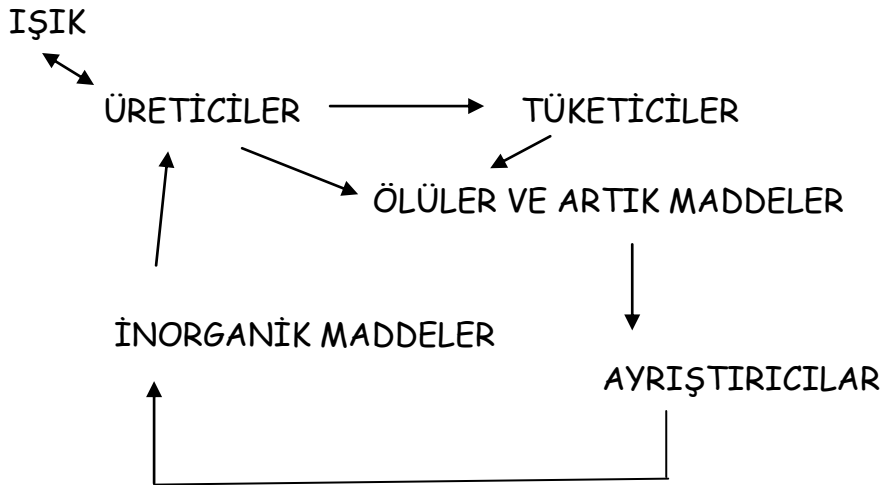 IŞIK
ÜRETİCİLER
TÜKETİCİLER
ÖLÜLER VE ARTIK MADDELER
İNORGANİK MADDELER
AYRIŞTIRICILAR